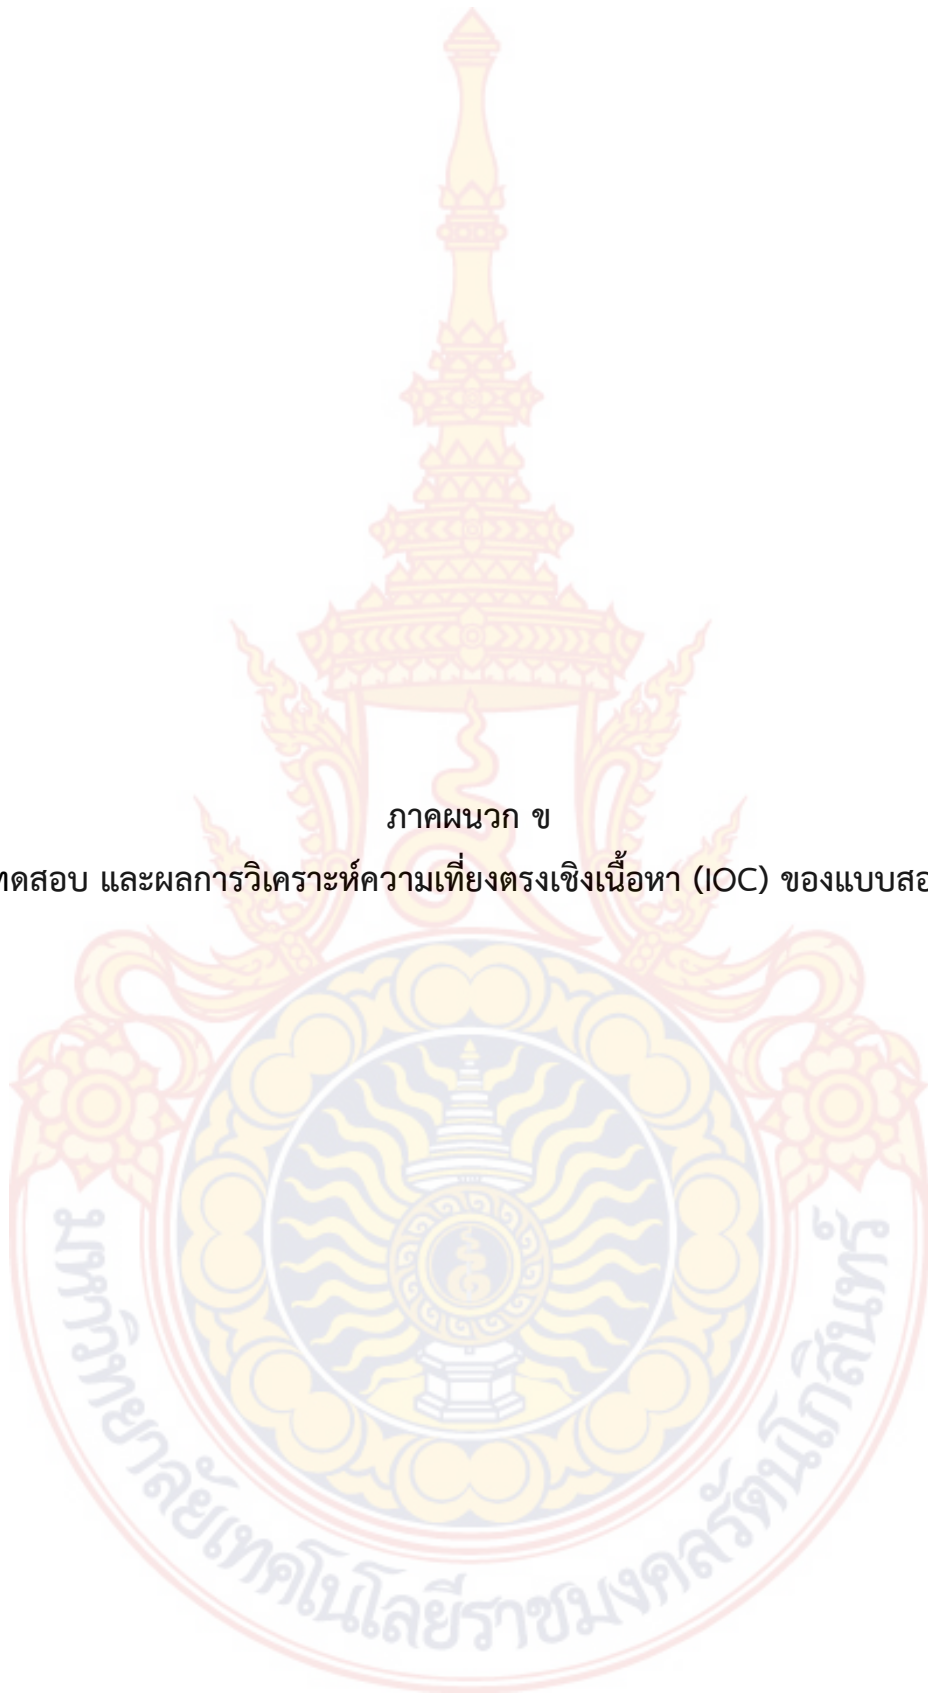 ภาคผนวก ข
ทดสอบ และผลการวิเคราะห์ความเที่ยงตรงเชิงเนื้อหา (IOC) ของแบบสอ
มหาวิทยาลัยเทคโนโลยีราชมงคลรัตนโกสินทร์